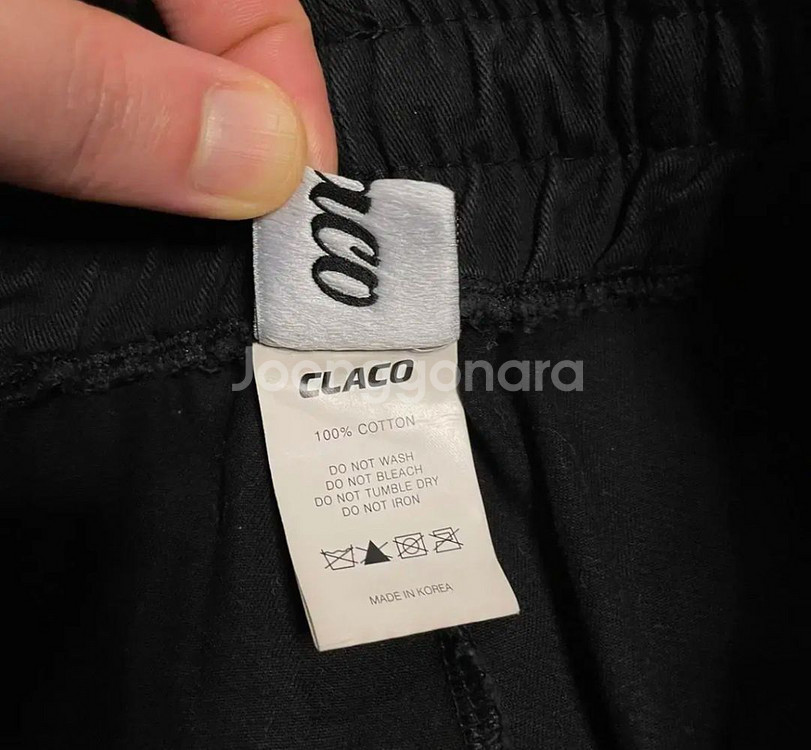 CLACO
Joonggonara
100% COTTON
DO NOT WASH
DO NOT BLEACH
DO NOT TUMBLE DRY
DO NOT IRON
MADE IN KOREA